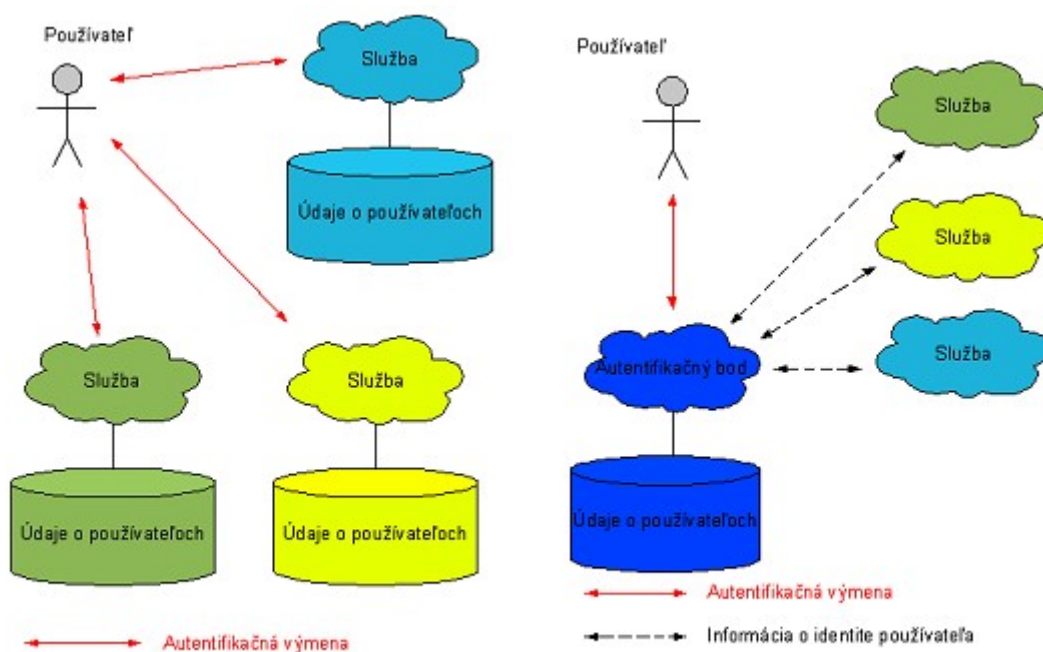 Používateľ
Služba
Údaje o používateľoch
Služba
Údaje o používateľoch
Služba
Údaje o používateľoch
Autentifikačná výmena
Používateľ
Služba
Služba
Služba
Autentifikačný bod
Údaje o používateľoch
Autentifikačná výmena
Informácia o identite používateľa